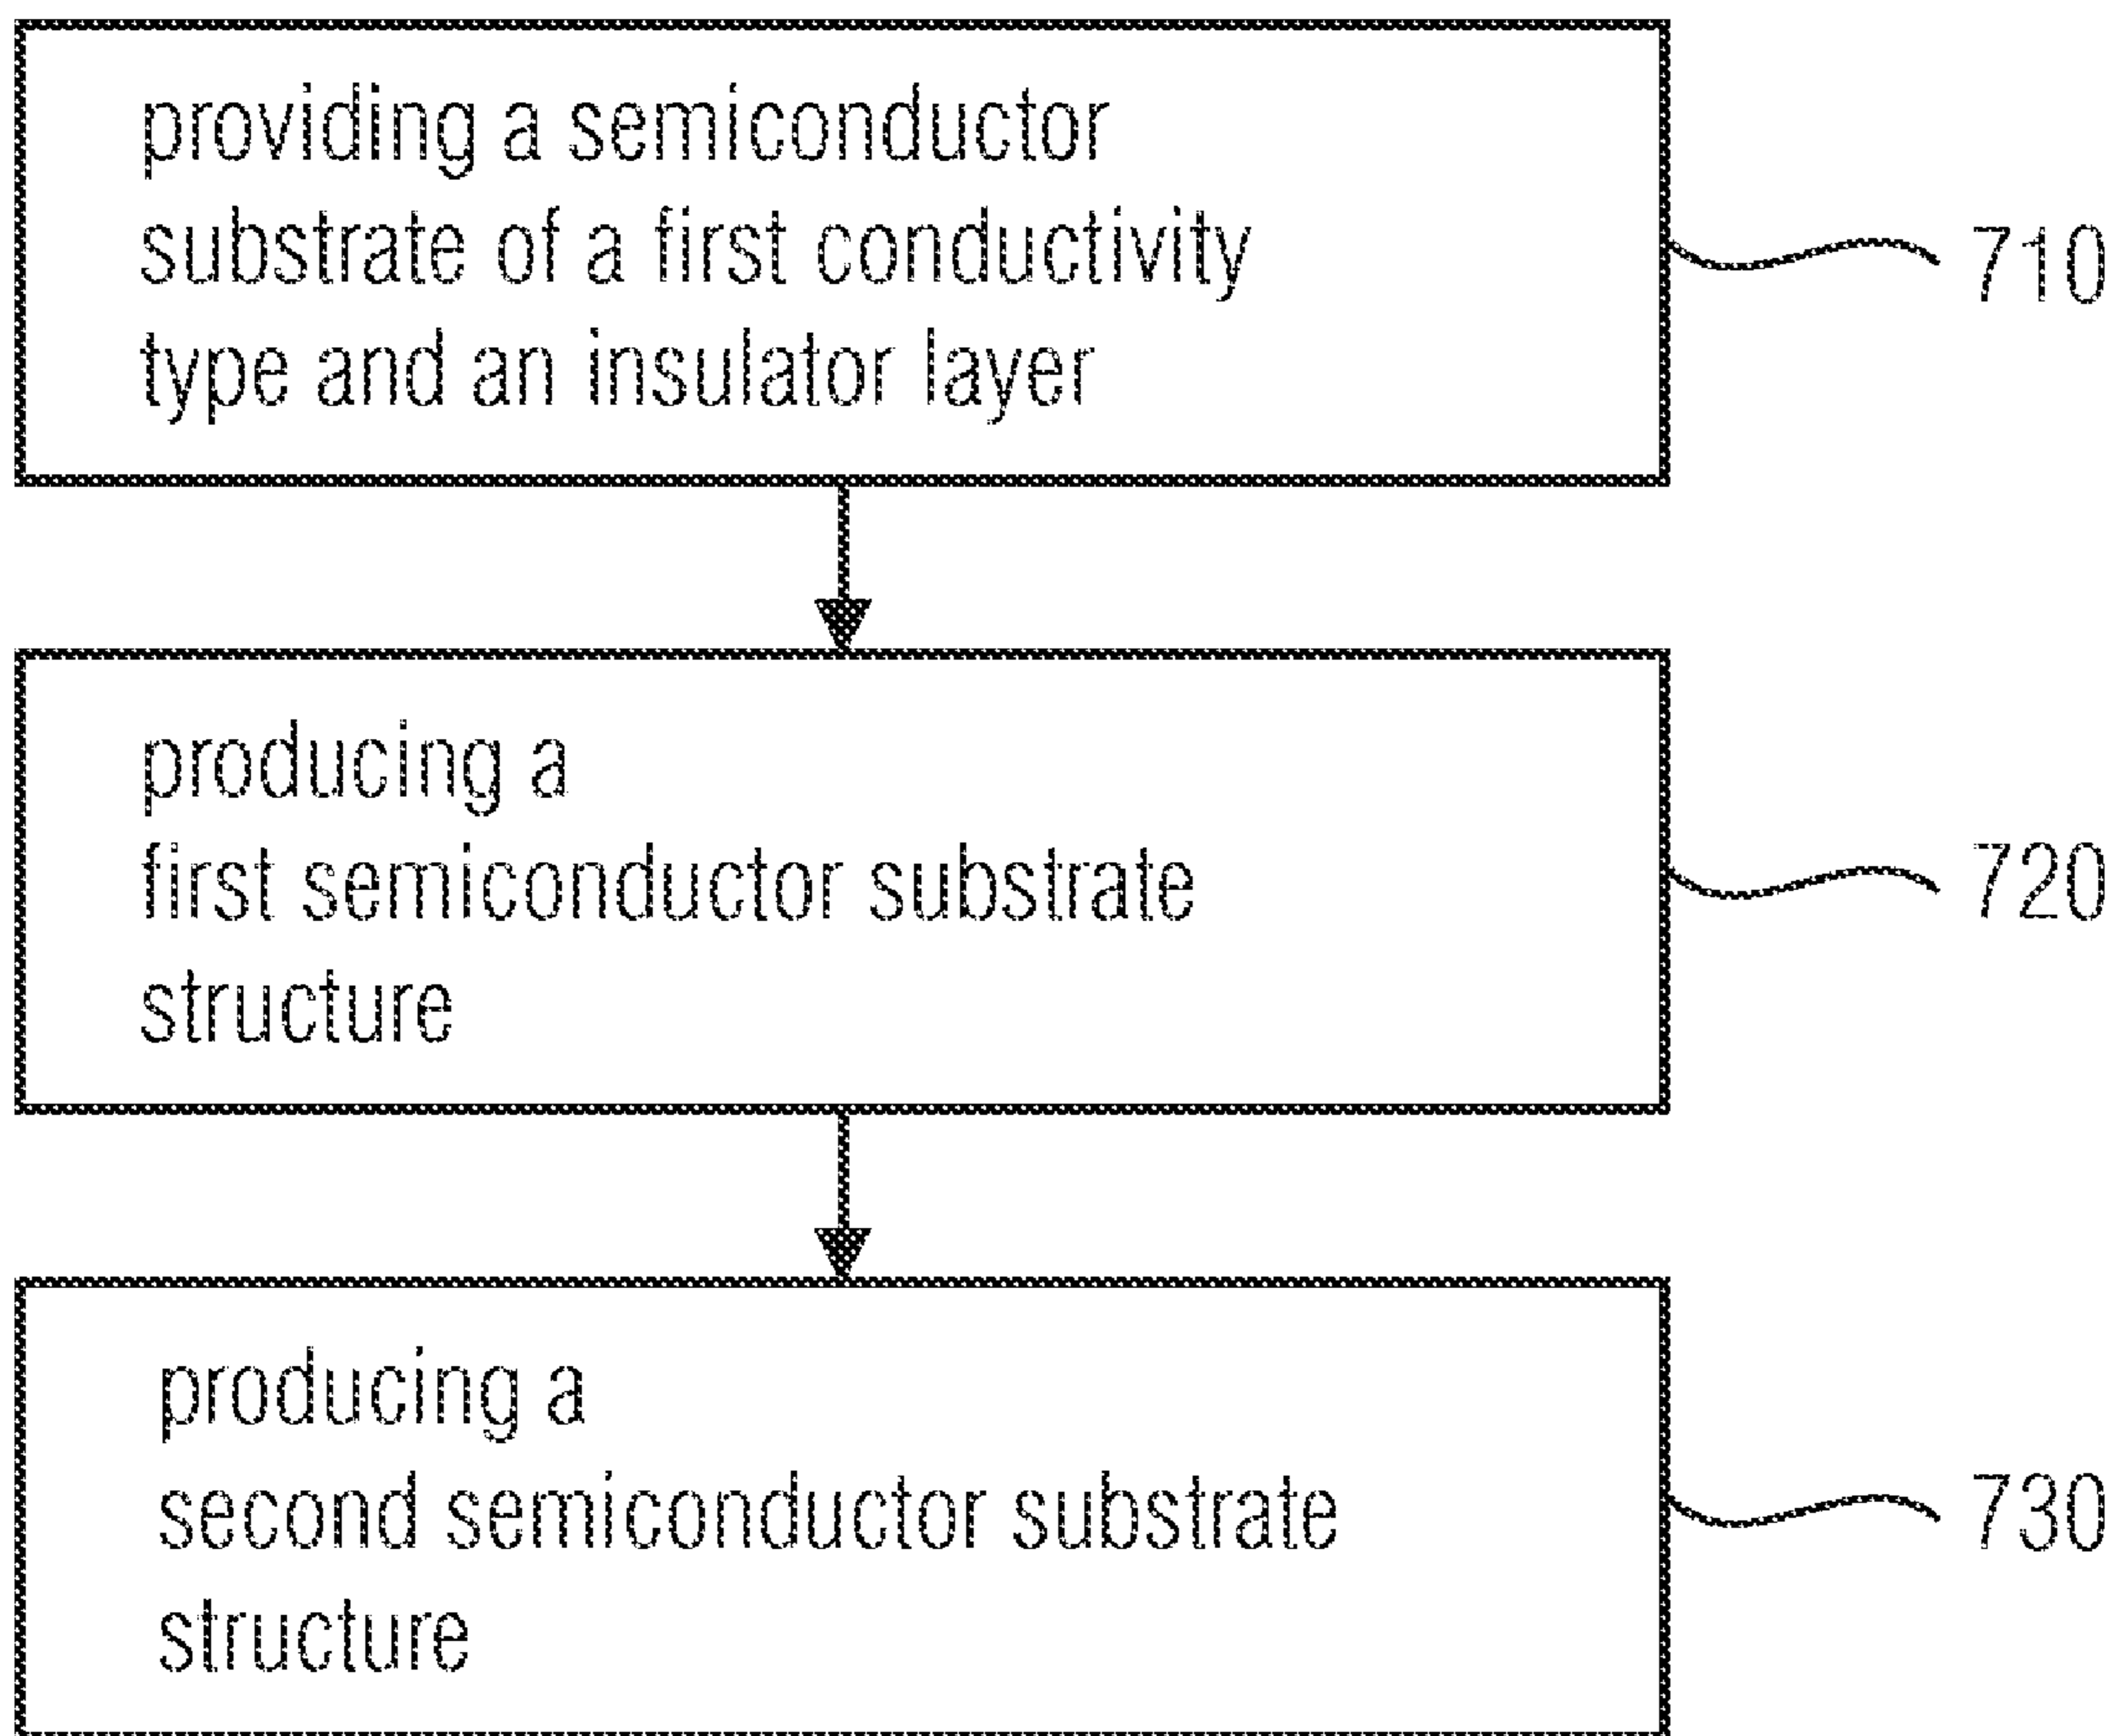 providing a semiconductor
substrate of a first conductivity
type and an insulator layer
710
producing a
first semiconductor substrate
structure
720
producing a
second semiconductor substrate
structure
730